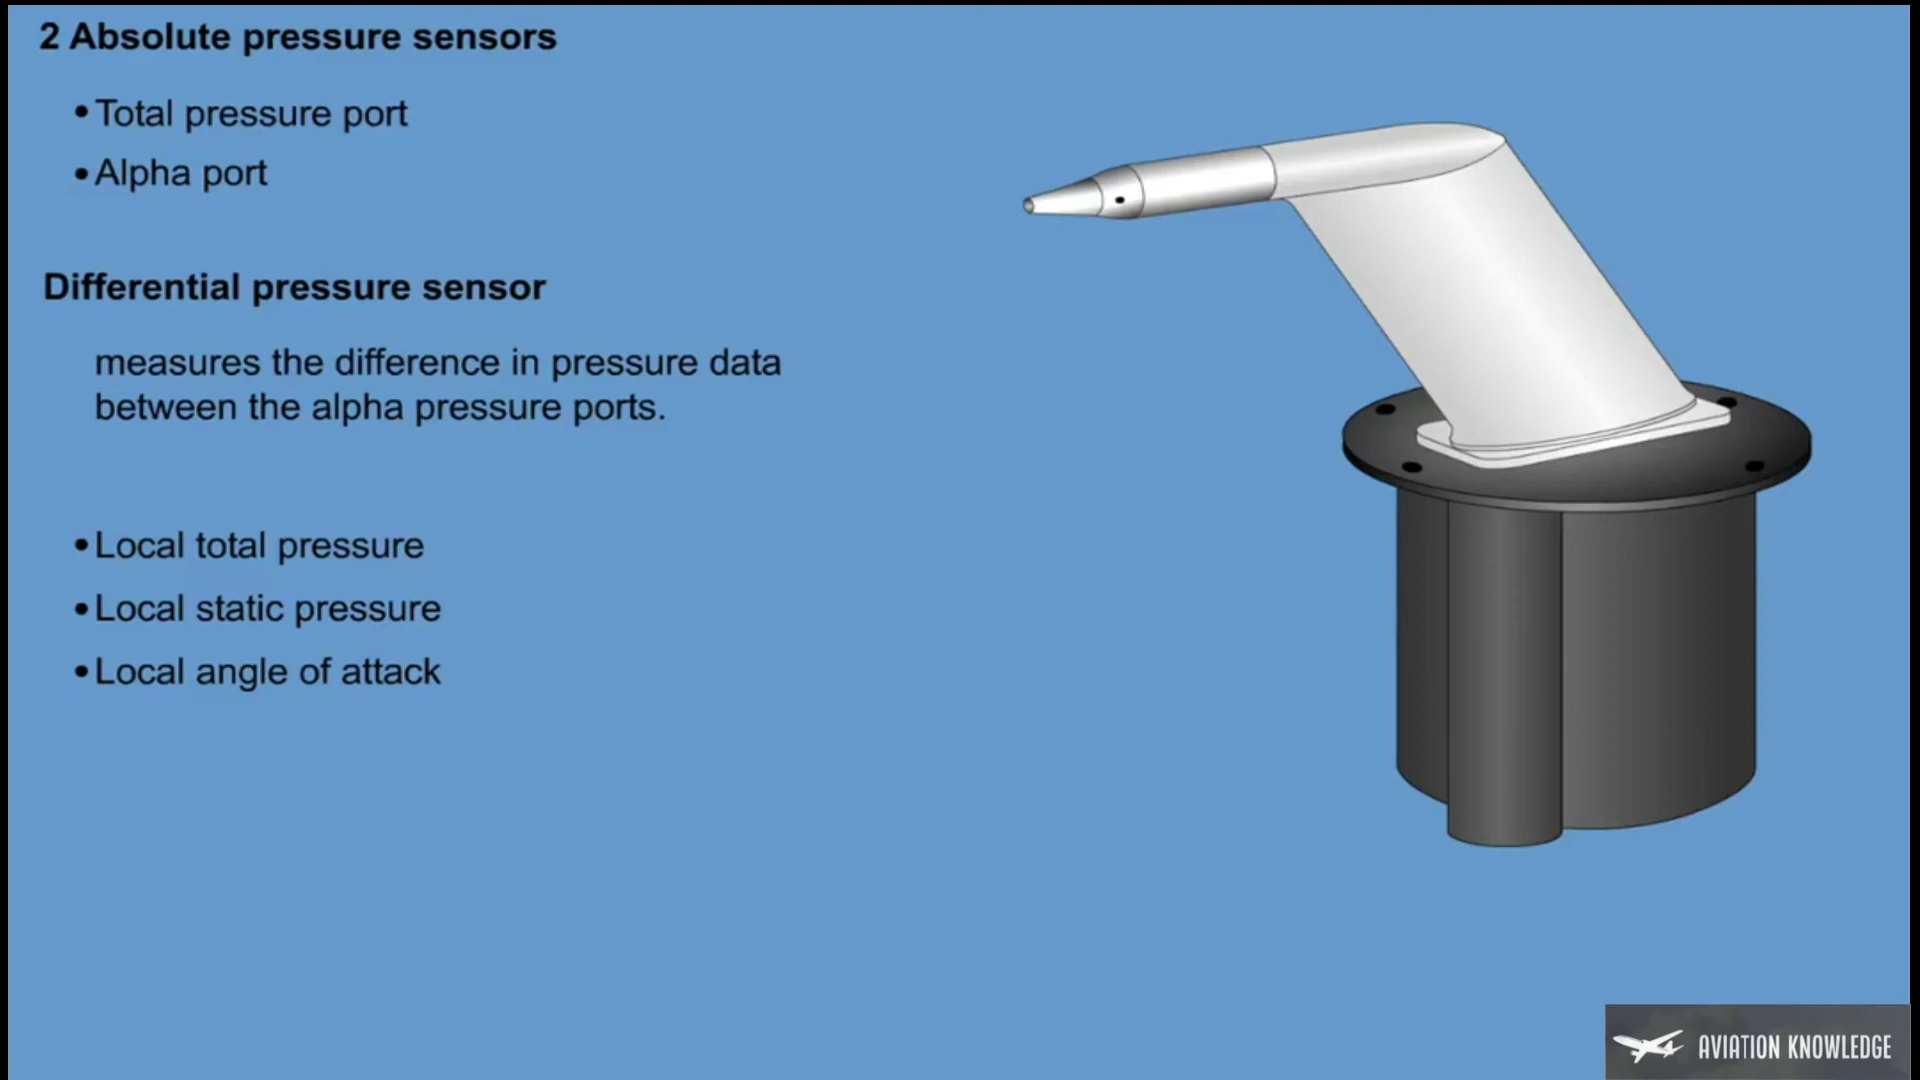 2 Absolute pressure sensors
• Total pressure port
• Alpha port
Differential pressure sensor
measures the difference in pressure data
between the alpha pressure ports.
• Local total pressure
• Local static pressure
• Local angle of attack
AVIATION KNOWLEDGE